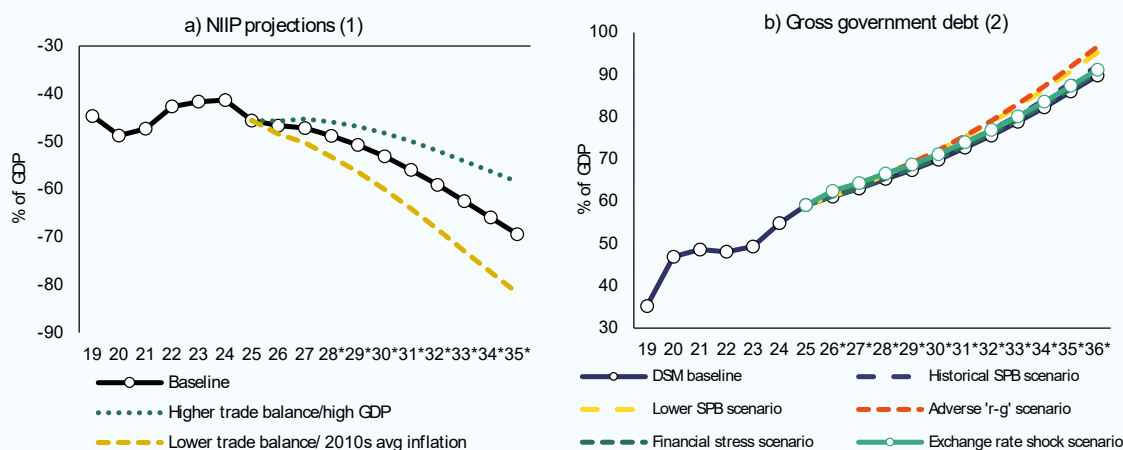 a) NIIP projections (1)
-30
-40
-50
-60
-70
-80
-90
% of GDP
19 20 21 22 23 24 25 26 27 28* 29* 30* 31* 32* 33* 34* 35*
Baseline
Higher trade balance/high GDP
Lower trade balance/ 2010s avg inflation
b) Gross government debt (2)
100
90
80
70
60
50
40
30
% of GDP
19 20 21 22 23 24 25 26* 27* 28* 29* 30* 31* 32* 33* 34* 35* 36*
DSM baseline
Historical SPB scenario
Lower SPB scenario
Adverse 'r-g' scenario
Financial stress scenario
Exchange rate shock scenario